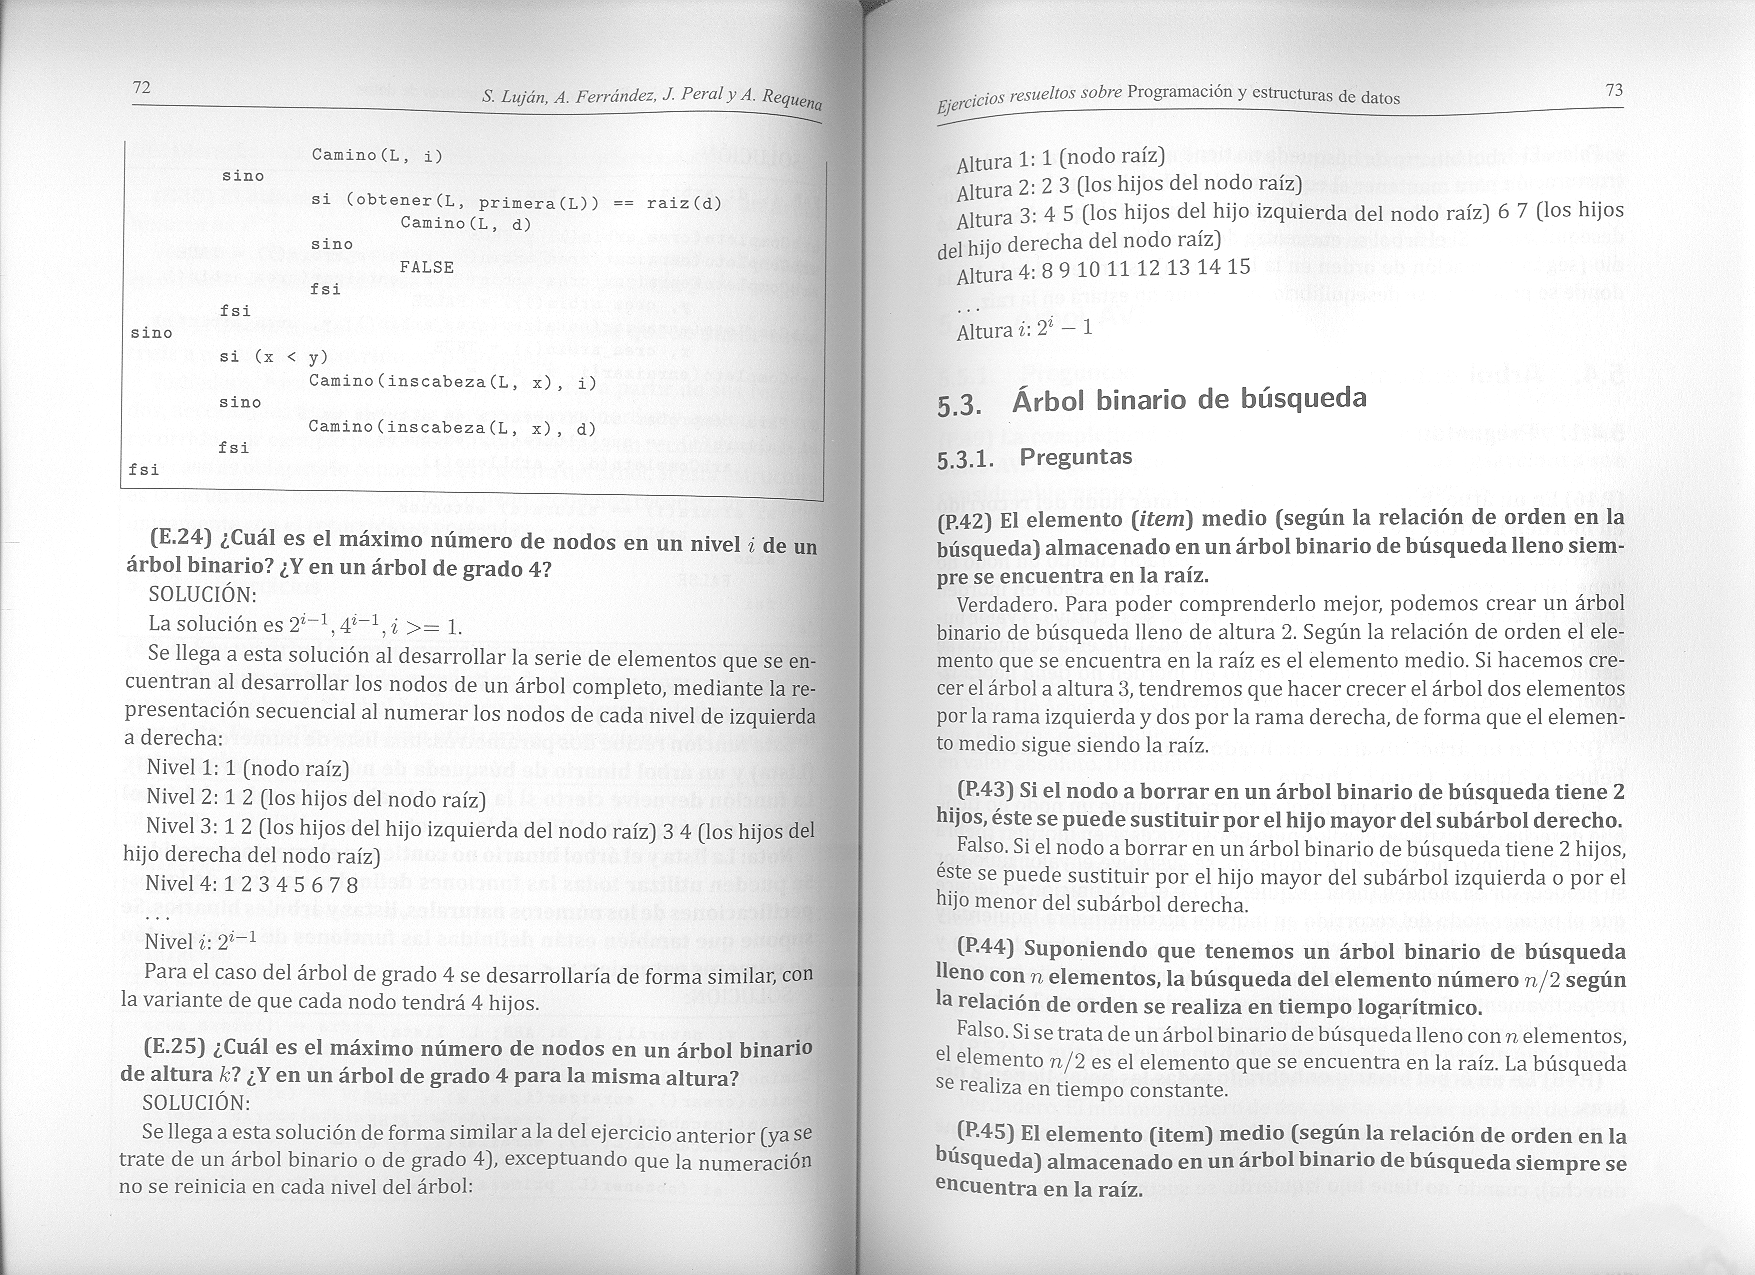 72
S. Luján, A. Ferrández, J. Peral y A. Requena
Camino(L, i)
sino
si (obtener(L, primera(L)) == raiz(d)
Camino(L, d)
sino
FALSE
fsi
fsi
sino
si (x < y)
Camino(inscabeza(L, x), i)
sino
Camino(inscabeza(L, x), d)
fsi
fsi
(E.24) ¿Cuál es el máximo número de nodos en un nivel i de un
árbol binario? ¿Y en un árbol de grado 4?
SOLUCIÓN:
La solución es 2^{i−1}, 4^{i−1}, i >= 1.
Se llega a esta solución al desarrollar la serie de elementos que se en-
cuentran al desarrollar los nodos de un árbol completo, mediante la re-
presentación secuencial al numerar los nodos de cada nivel de izquierda
a derecha:
Nivel 1: 1 (nodo raíz)
Nivel 2: 1 2 (los hijos del nodo raíz)
Nivel 3: 1 2 (los hijos del hijo izquierda del nodo raíz) 3 4 (los hijos del
hijo derecha del nodo raíz)
Nivel 4: 1 2 3 4 5 6 7 8
...
Nivel i: 2^{i−1}
Para el caso del árbol de grado 4 se desarrollaría de forma similar, con
la variante de que cada nodo tendrá 4 hijos.
(E.25) ¿Cuál es el máximo número de nodos en un árbol binario
de altura k? ¿Y en un árbol de grado 4 para la misma altura?
SOLUCIÓN:
Se llega a esta solución de forma similar a la del ejercicio anterior (ya se
trate de un árbol binario o de grado 4), exceptuando que la numeración
no se reinicia en cada nivel del árbol:
Ejercicios resueltos sobre Programación y estructuras de datos
73
Altura 1: 1 (nodo raíz)
Altura 2: 2 3 (los hijos del nodo raíz)
Altura 3: 4 5 (los hijos del hijo izquierda del nodo raíz) 6 7 (los hijos
del hijo derecha del nodo raíz)
Altura 4: 8 9 10 11 12 13 14 15
...
Altura i: 2^i − 1
5.3. Árbol binario de búsqueda
5.3.1. Preguntas
(P.42) El elemento (item) medio (según la relación de orden en la
búsqueda) almacenado en un árbol binario de búsqueda lleno siem-
pre se encuentra en la raíz.
Verdadero. Para poder comprenderlo mejor, podemos crear un árbol
binario de búsqueda lleno de altura 2. Según la relación de orden el ele-
mento que se encuentra en la raíz es el elemento medio. Si hacemos cre-
cer el árbol a altura 3, tendremos que hacer crecer el árbol dos elementos
por la rama izquierda y dos por la rama derecha, de forma que el elemen-
to medio sigue siendo la raíz.
(P.43) Si el nodo a borrar en un árbol binario de búsqueda tiene 2
hijos, éste se puede sustituir por el hijo mayor del subárbol derecho.
Falso. Si el nodo a borrar en un árbol binario de búsqueda tiene 2 hijos,
éste se puede sustituir por el hijo mayor del subárbol izquierda o por el
hijo menor del subárbol derecha.
(P.44) Suponiendo que tenemos un árbol binario de búsqueda
lleno con n elementos, la búsqueda del elemento número n/2 según
la relación de orden se realiza en tiempo logarítmico.
Falso. Si se trata de un árbol binario de búsqueda lleno con n elementos,
el elemento n/2 es el elemento que se encuentra en la raíz. La búsqueda
se realiza en tiempo constante.
(P.45) El elemento (item) medio (según la relación de orden en la
búsqueda) almacenado en un árbol binario de búsqueda siempre se
encuentra en la raíz.